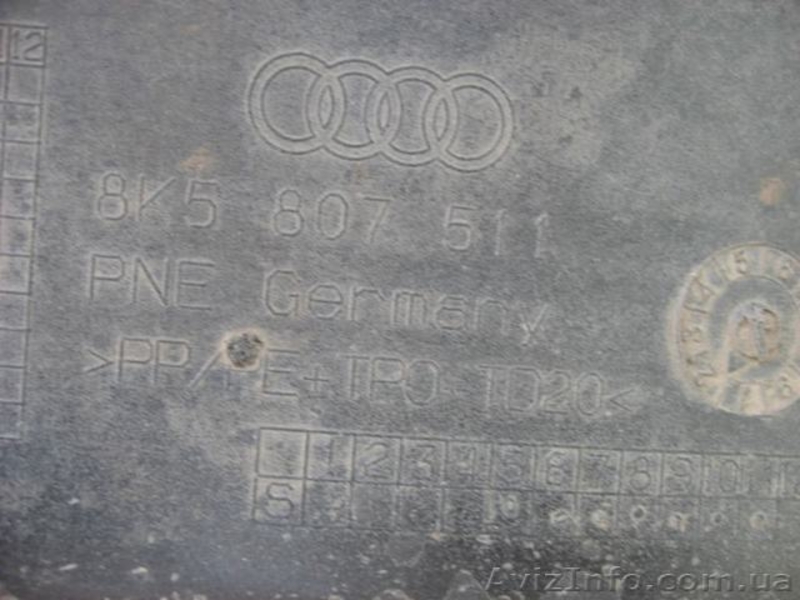 12
8K5 807 511
PNE Germany
>PP/PE+TPO TD20<
1 2 3 4 5 6 7 8 9 10
S
AvizInfo.com.ua